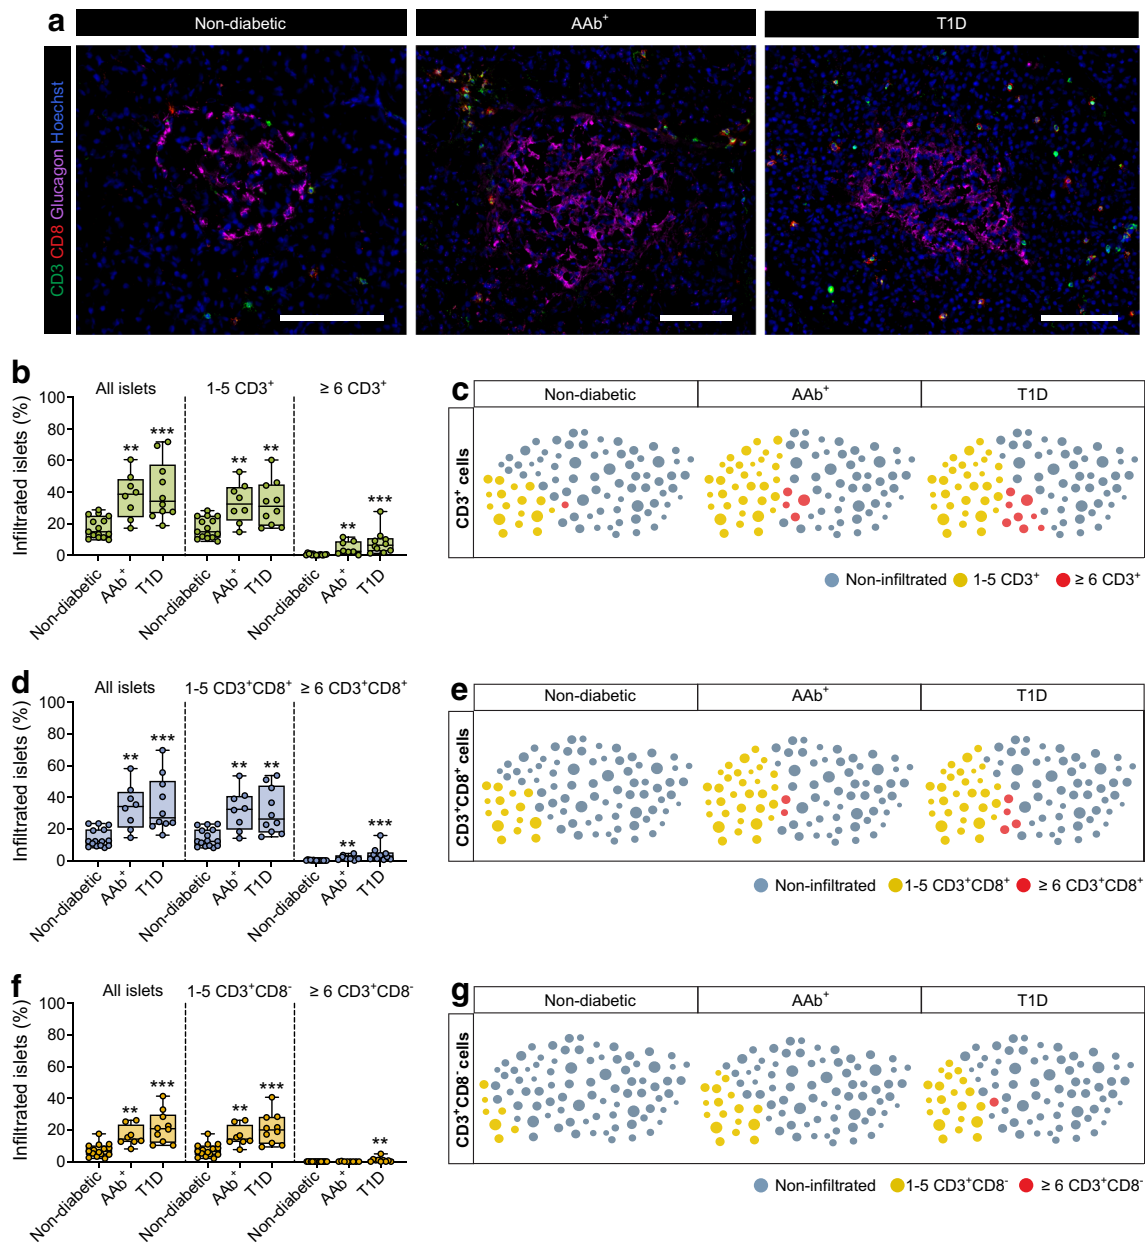 a
Non-diabetic
AAb⁺
T1D
CD3 CD8 Glucagon Hoechst
b
All islets
1-5 CD3⁺
≥ 6 CD3⁺
Infiltrated islets (%)
100
80
60
40
20
0
** *** ** ** ** ***
Non-diabetic
AAb⁺
T1D
Non-diabetic
AAb⁺
T1D
Non-diabetic
AAb⁺
T1D
c
Non-diabetic
AAb⁺
T1D
CD3⁺ cells
Non-infiltrated
1-5 CD3⁺
≥ 6 CD3⁺
d
All islets
1-5 CD3⁺CD8⁺
≥ 6 CD3⁺CD8⁺
Infiltrated islets (%)
100
80
60
40
20
0
** *** ** ** ** ***
Non-diabetic
AAb⁺
T1D
Non-diabetic
AAb⁺
T1D
Non-diabetic
AAb⁺
T1D
e
Non-diabetic
AAb⁺
T1D
CD3⁺CD8⁺ cells
Non-infiltrated
1-5 CD3⁺CD8⁺
≥ 6 CD3⁺CD8⁺
f
All islets
1-5 CD3⁺CD8⁻
≥ 6 CD3⁺CD8⁻
Infiltrated islets (%)
100
80
60
40
20
0
** *** ** *** **
Non-diabetic
AAb⁺
T1D
Non-diabetic
AAb⁺
T1D
Non-diabetic
AAb⁺
T1D
g
Non-diabetic
AAb⁺
T1D
CD3⁺CD8⁻ cells
Non-infiltrated
1-5 CD3⁺CD8⁻
≥ 6 CD3⁺CD8⁻